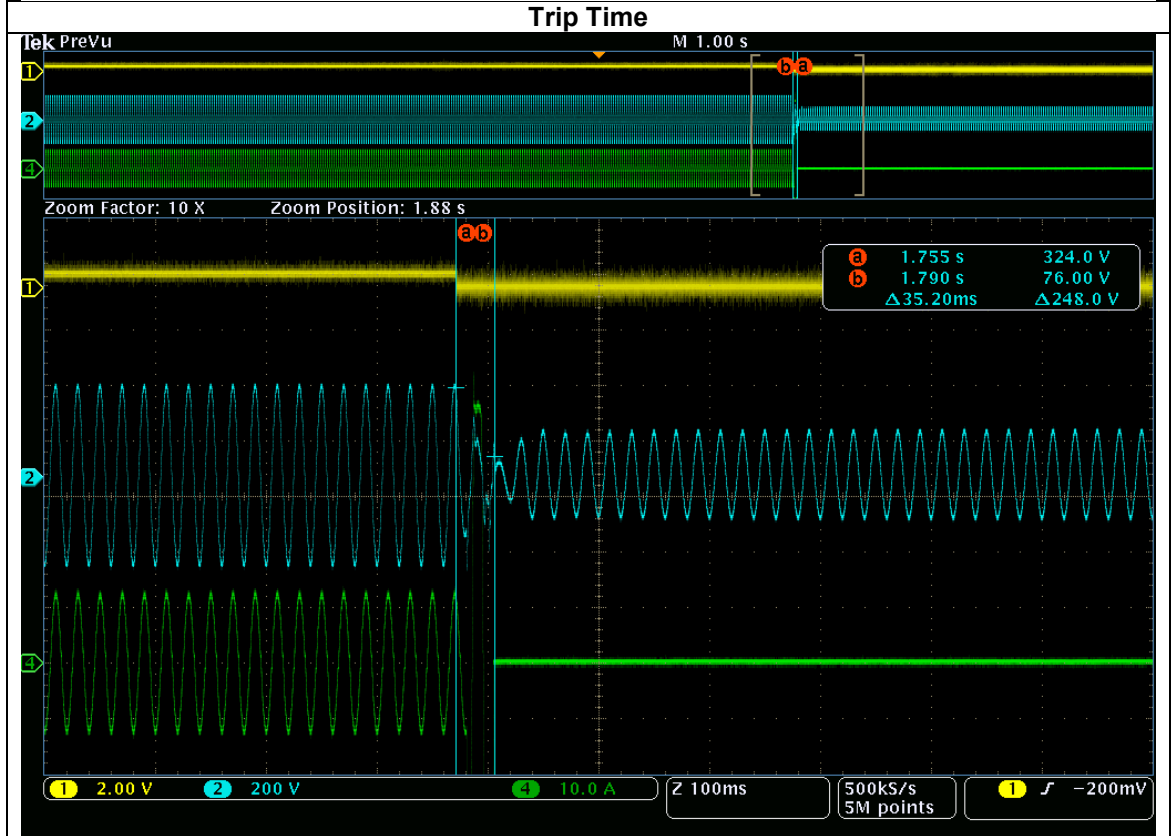 Trip Time
Tek PreVu M 1.00 s
1
b a
2
4
Zoom Factor: 10 X Zoom Position: 1.88 s
a b
a 1.755 s 324.0 V
b 1.790 s 76.00 V
Δ35.20ms Δ248.0 V
1
2
4
1 2.00 V 2 200 V 4 10.0 A Z 100ms 500kS/s 1 −200mV
5M points